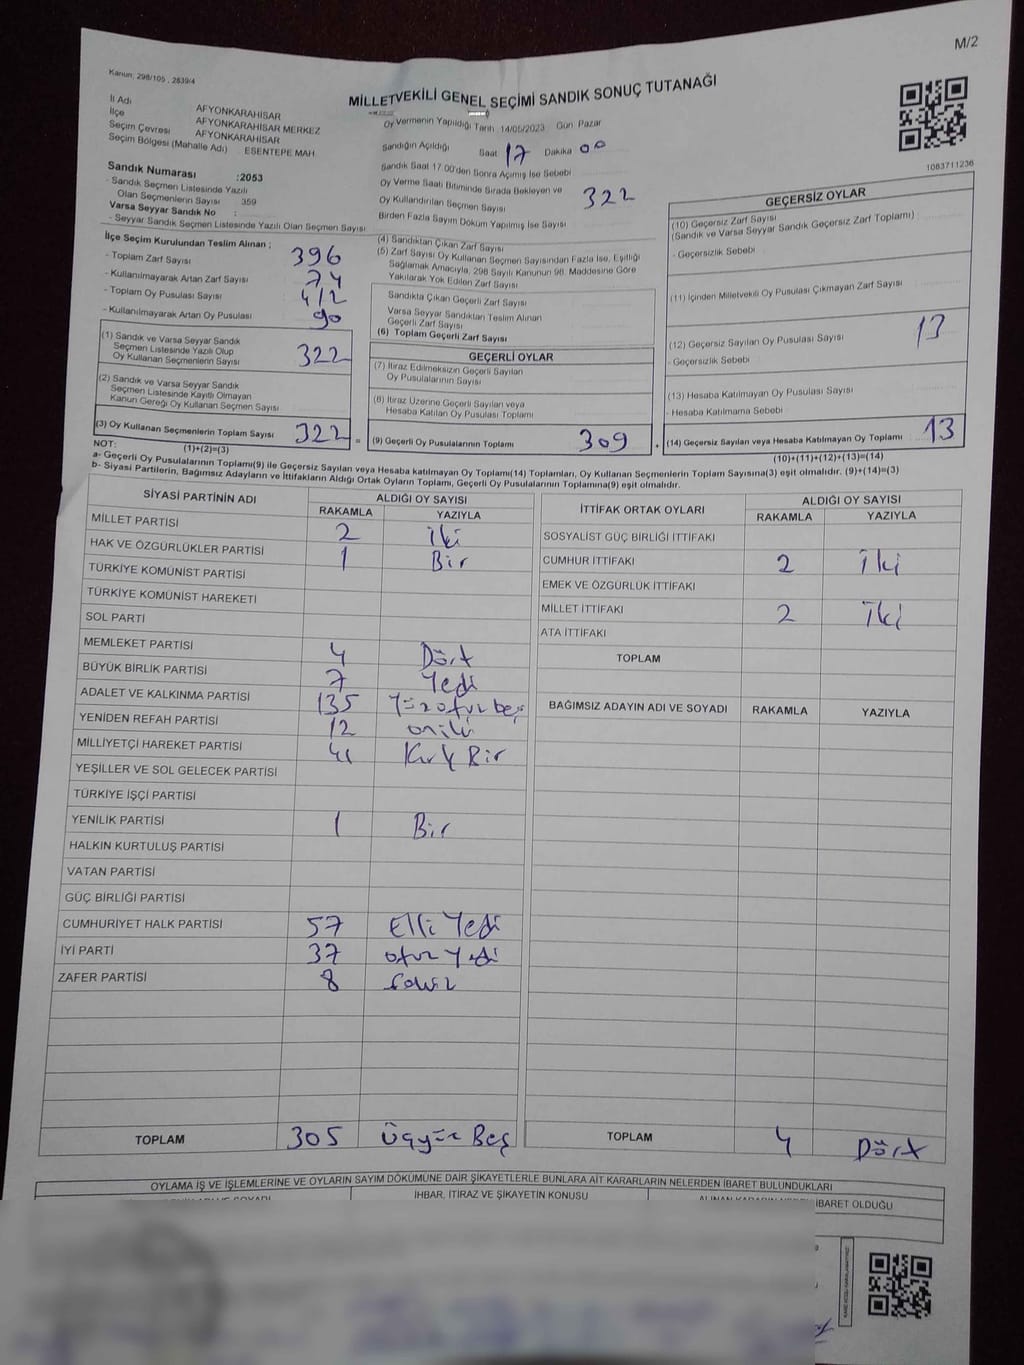 M/2
Kanun; 298/105 , 2839/4
MİLLETVEKİLİ GENEL SEÇİMİ SANDIK SONUÇ TUTANAĞI
İl Adı AFYONKARAHİSAR
İlçe AFYONKARAHİSAR MERKEZ
Seçim Çevresi AFYONKARAHİSAR
Seçim Bölgesi (Mahalle Adı) ESENTEPE MAH.
Sandık Numarası :2053
- Sandık Seçmen Listesinde Yazılı
Olan Seçmenlerin Sayısı 359
Varsa Seyyar Sandık No :
- Seyyar Sandık Seçmen Listesinde Yazılı Olan Seçmen Sayısı
İlçe Seçim Kurulundan Teslim Alınan ;
- Toplam Zarf Sayısı 396
- Kullanılmayarak Artan Zarf Sayısı 74
- Toplam Oy Pusulası Sayısı 412
- Kullanılmayarak Artan Oy Pusulası 90
(1) Sandık ve Varsa Seyyar Sandık
Seçmen Listesinde Yazılı Olup
Oy Kullanan Seçmenlerin Sayısı 322
(2) Sandık ve Varsa Seyyar Sandık
Seçmen Listesinde Kayıtlı Olmayan
Kanun Gereği Oy Kullanan Seçmen Sayısı
(3) Oy Kullanan Seçmenlerin Toplam Sayısı 322 =
(1)+(2)=(3)
Oy Vermenin Yapıldığı Tarih 14/05/2023 Gün Pazar
Sandığın Açıldığı Saat 17 Dakika 00
Sandık Saat 17:00'den Sonra Açılmış İse Sebebi
Oy Verme Saati Bitiminde Sırada Bekleyen ve
Oy Kullandırılan Seçmen Sayısı 322
Birden Fazla Sayım Döküm Yapılmış İse Sayısı
(4) Sandıktan Çıkan Zarf Sayısı
(5) Zarf Sayısı Oy Kullanan Seçmen Sayısından Fazla İse, Eşitliği
Sağlamak Amacıyla, 298 Sayılı Kanunun 98. Maddesine Göre
Yakılarak Yok Edilen Zarf Sayısı
Sandıkta Çıkan Geçerli Zarf Sayısı
Varsa Seyyar Sandıktan Teslim Alınan
Geçerli Zarf Sayısı
(6) Toplam Geçerli Zarf Sayısı
GEÇERLİ OYLAR
(7) İtiraz Edilmeksizin Geçerli Sayılan
Oy Pusulalarının Sayısı
(8) İtiraz Üzerine Geçerli Sayılan veya
Hesaba Katılan Oy Pusulası Toplamı
(9) Geçerli Oy Pusulalarının Toplamı 309 +
1083711236
GEÇERSİZ OYLAR
(10) Geçersiz Zarf Sayısı
(Sandık ve Varsa Seyyar Sandık Geçersiz Zarf Toplamı)
- Geçersizlik Sebebi
(11) İçinden Milletvekili Oy Pusulası Çıkmayan Zarf Sayısı
(12) Geçersiz Sayılan Oy Pusulası Sayısı 13
- Geçersizlik Sebebi
(13) Hesaba Katılmayan Oy Pusulası Sayısı
- Hesaba Katılmama Sebebi
(14) Geçersiz Sayılan veya Hesaba Katılmayan Oy Toplamı 13
(10)+(11)+(12)+(13)=(14)
NOT:
a- Geçerli Oy Pusulalarının Toplamı(9) ile Geçersiz Sayılan veya Hesaba katılmayan Oy Toplamı(14) Toplamları, Oy Kullanan Seçmenlerin Toplam Sayısına(3) eşit olmalıdır. (9)+(14)=(3)
b- Siyasi Partilerin, Bağımsız Adayların ve İttifakların Aldığı Ortak Oyların Toplamı, Geçerli Oy Pusulalarının Toplamına(9) eşit olmalıdır.
SİYASİ PARTİNİN ADI ALDIĞI OY SAYISI
RAKAMLA YAZIYLA
MİLLET PARTİSİ 2 İki
HAK VE ÖZGÜRLÜKLER PARTİSİ 1 Bir
TÜRKİYE KOMÜNİST PARTİSİ
TÜRKİYE KOMÜNİST HAREKETİ
SOL PARTİ
MEMLEKET PARTİSİ 4 Dört
BÜYÜK BİRLİK PARTİSİ 7 Yedi
ADALET VE KALKINMA PARTİSİ 135 Yüzotuz beş
YENİDEN REFAH PARTİSİ 12 oniki
MİLLİYETÇİ HAREKET PARTİSİ 41 Kırk Bir
YEŞİLLER VE SOL GELECEK PARTİSİ
TÜRKİYE İŞÇİ PARTİSİ
YENİLİK PARTİSİ 1 Bir
HALKIN KURTULUŞ PARTİSİ
VATAN PARTİSİ
GÜÇ BİRLİĞİ PARTİSİ
CUMHURİYET HALK PARTİSİ 57 Elli Yedi
İYİ PARTİ 37 otuz Yedi
ZAFER PARTİSİ 8 Sekiz
TOPLAM 305 Üçyüz Beş
İTTİFAK ORTAK OYLARI ALDIĞI OY SAYISI
RAKAMLA YAZIYLA
SOSYALİST GÜÇ BİRLİĞİ İTTİFAKI
CUMHUR İTTİFAKI 2 İki
EMEK VE ÖZGÜRLÜK İTTİFAKI
MİLLET İTTİFAKI 2 İki
ATA İTTİFAKI
TOPLAM
BAĞIMSIZ ADAYIN ADI VE SOYADI RAKAMLA YAZIYLA
TOPLAM 4 Dört
OYLAMA İŞ VE İŞLEMLERİNE VE OYLARIN SAYIM DÖKÜMÜNE DAİR ŞİKAYETLERLE BUNLARA AİT KARARLARIN NELERDEN İBARET BULUNDUKLARI
İHBAR, İTİRAZ VE ŞİKAYETİN KONUSU
İBARET OLDUĞU